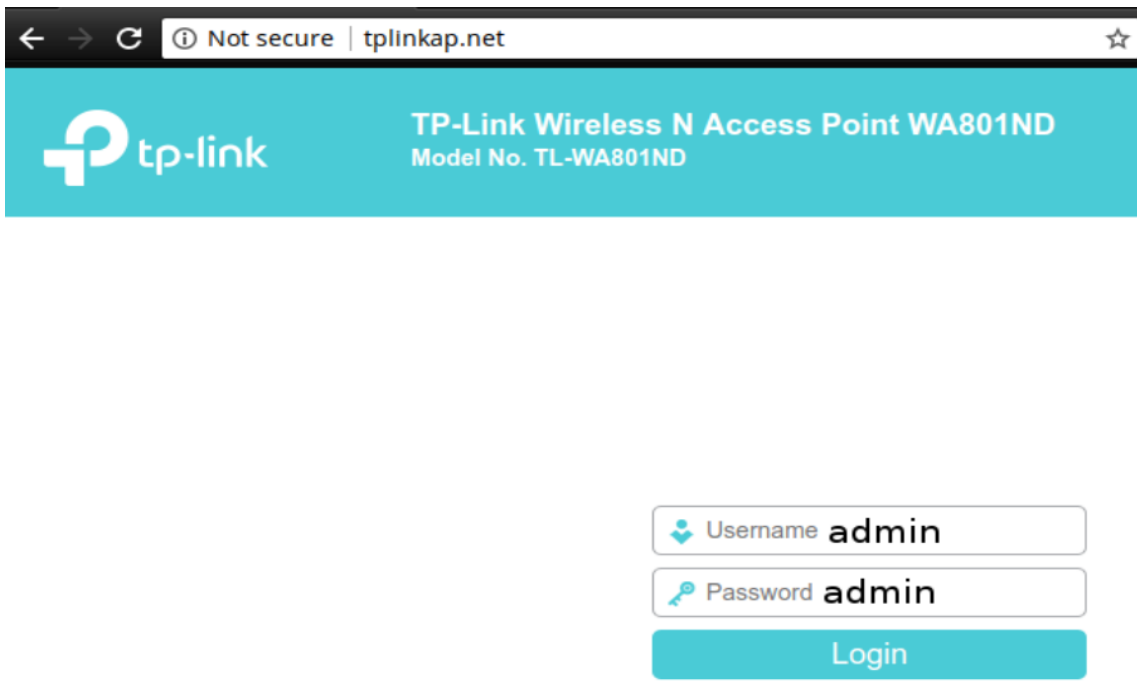 Not secure | tplinkap.net
tp-link
TP-Link Wireless N Access Point WA801ND
Model No. TL-WA801ND
Username admin
Password admin
Login